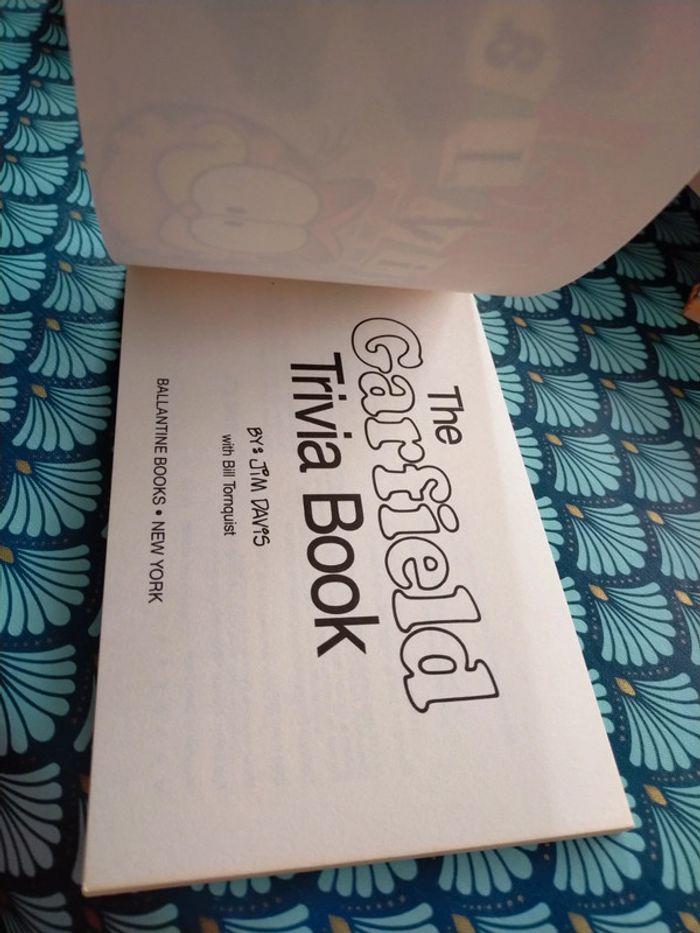 The
Garfield
Trivia Book
BY: JIM DAVIS
with Bill Tornquist
BALLANTINE BOOKS • NEW YORK